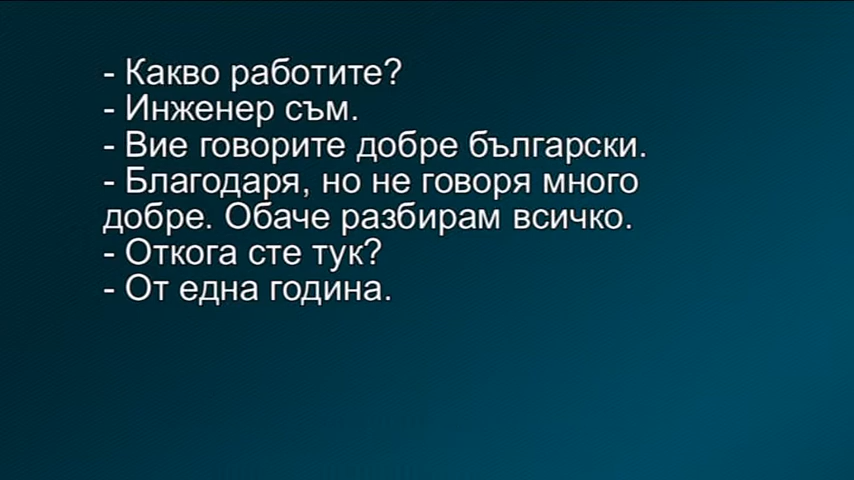 - Какво работите?
- Инженер съм.
- Вие говорите добре български.
- Благодаря, но не говоря много
добре. Обаче разбирам всичко.
- Откога сте тук?
- От една година.